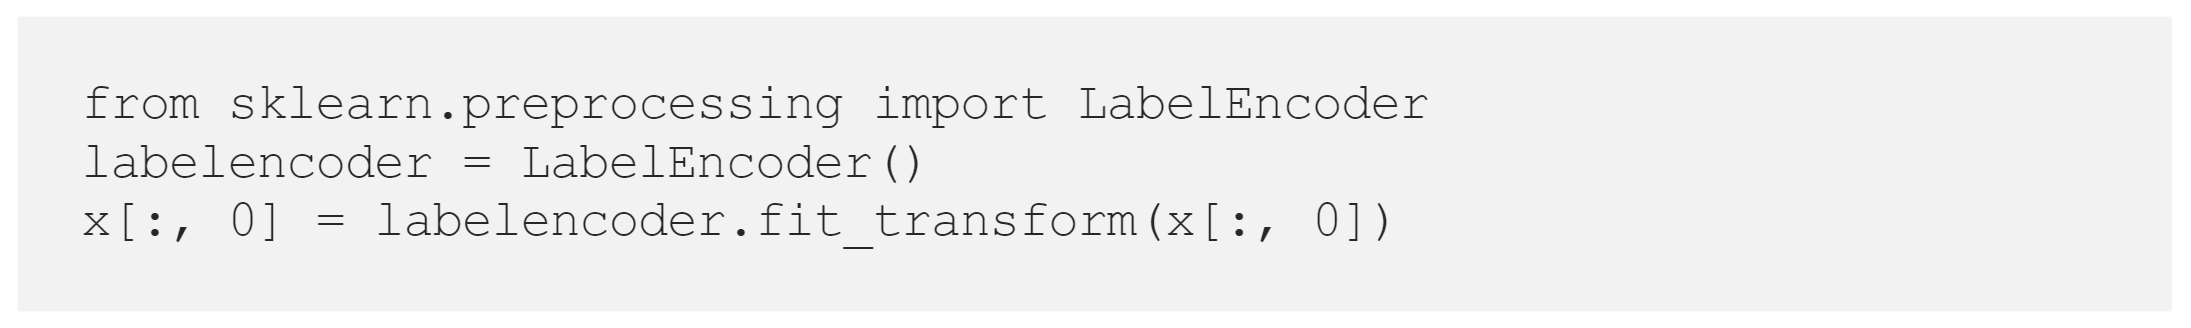 from sklearn.preprocessing import LabelEncoder
labelencoder = LabelEncoder()
x[:, 0] = labelencoder.fit_transform(x[:, 0])